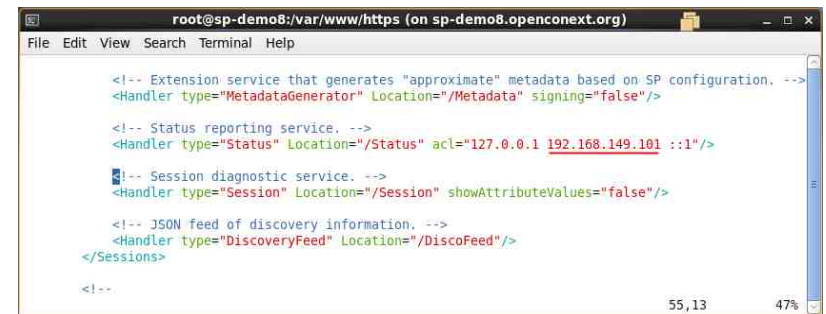 root@sp-demo8:/var/www/https (on sp-demo8.openconext.org)
File Edit View Search Terminal Help
<!-- Extension service that generates "approximate" metadata based on SP configuration. -->
<Handler type="MetadataGenerator" Location="/Metadata" signing="false"/>
<!-- Status reporting service. -->
<Handler type="Status" Location="/Status" acl="127.0.0.1 192.168.149.101 ::1"/>
<!-- Session diagnostic service. -->
<Handler type="Session" Location="/Session" showAttributeValues="false"/>
<!-- JSON feed of discovery information. -->
<Handler type="DiscoveryFeed" Location="/DiscoFeed"/>
</Sessions>
<!--
55,13 47%